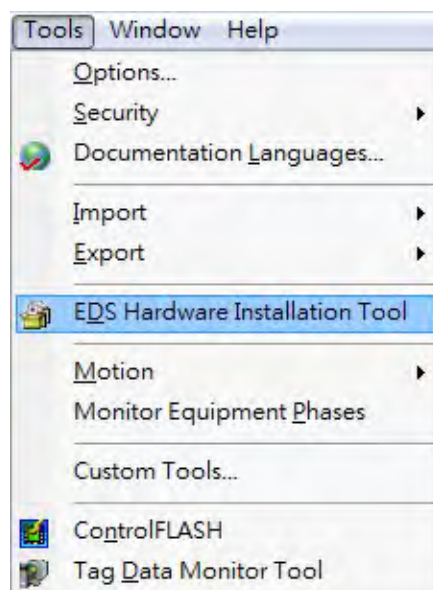 Tools Window Help
Options...
Security
Documentation Languages...
Import
Export
EDS Hardware Installation Tool
Motion
Monitor Equipment Phases
Custom Tools...
ControlFLASH
Tag Data Monitor Tool